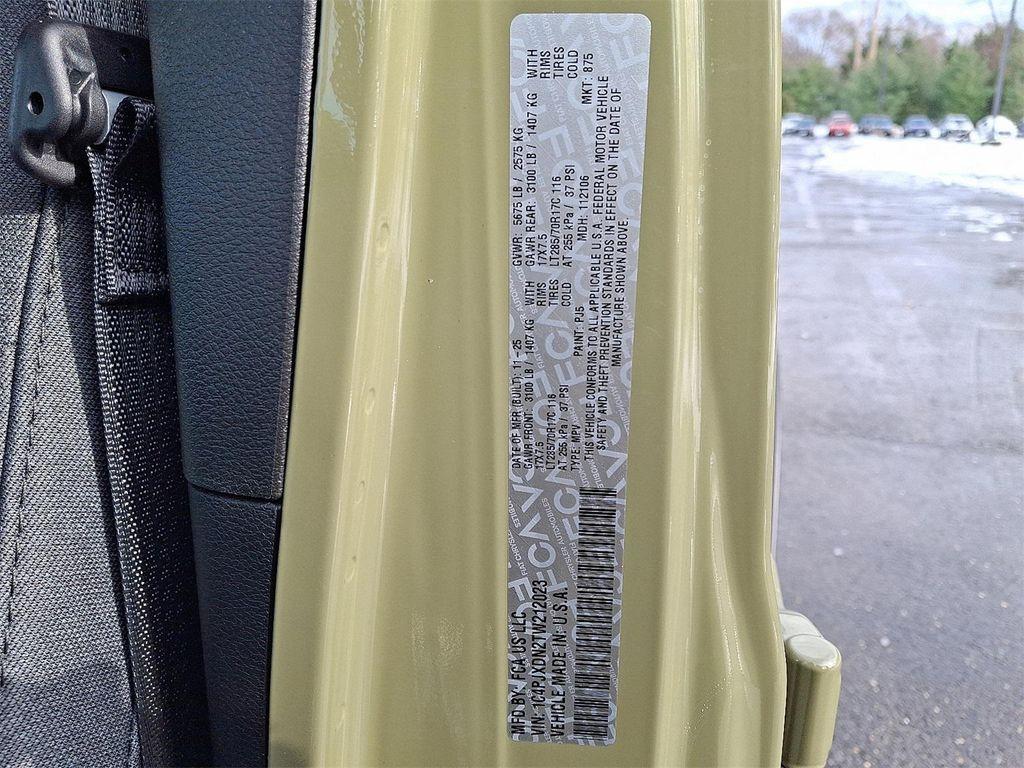 MFD BY: FCA US LLC
VIN: 1C4PJXDN2TW212023
VEHICLE MADE IN: U.S.A.
DATE OF MFR (BUILT): 11-25
GVWR: 5675 LB / 2575 KG
GAWR FRONT: 3100 LB / 1407 KG WITH
GAWR REAR: 3100 LB / 1407 KG WITH
17X7.5 RIMS
17X7.5 RIMS
LT285/70R17C 116 TIRES
LT285/70R17C 116 TIRES
AT 255 kPa / 37 PSI COLD
AT 255 kPa / 37 PSI COLD
TYPE: MPV PAINT: PJ5 MDH: 112106 MKT: 875
THIS VEHICLE CONFORMS TO ALL APPLICABLE U.S.A. FEDERAL MOTOR VEHICLE
SAFETY AND THEFT PREVENTION STANDARDS IN EFFECT ON THE DATE OF
MANUFACTURE SHOWN ABOVE.